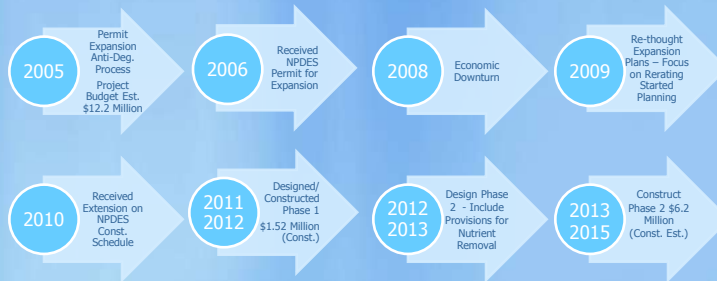 2005
Permit
Expansion
Anti-Deg.
Process
Project
Budget Est.
$12.2 Million
2006
Received
NPDES
Permit for
Expansion
2008
Economic
Downturn
2009
Re-thought
Expansion
Plans – Focus
on Rerating
Started
Planning
2010
Received
Extension on
NPDES
Const.
Schedule
2011
2012
Designed/
Constructed
Phase 1
$1.52 Million
(Const.)
2012
2013
Design Phase
2 - Include
Provisions for
Nutrient
Removal
2013
2015
Construct
Phase 2 $6.2
Million
(Const. Est.)